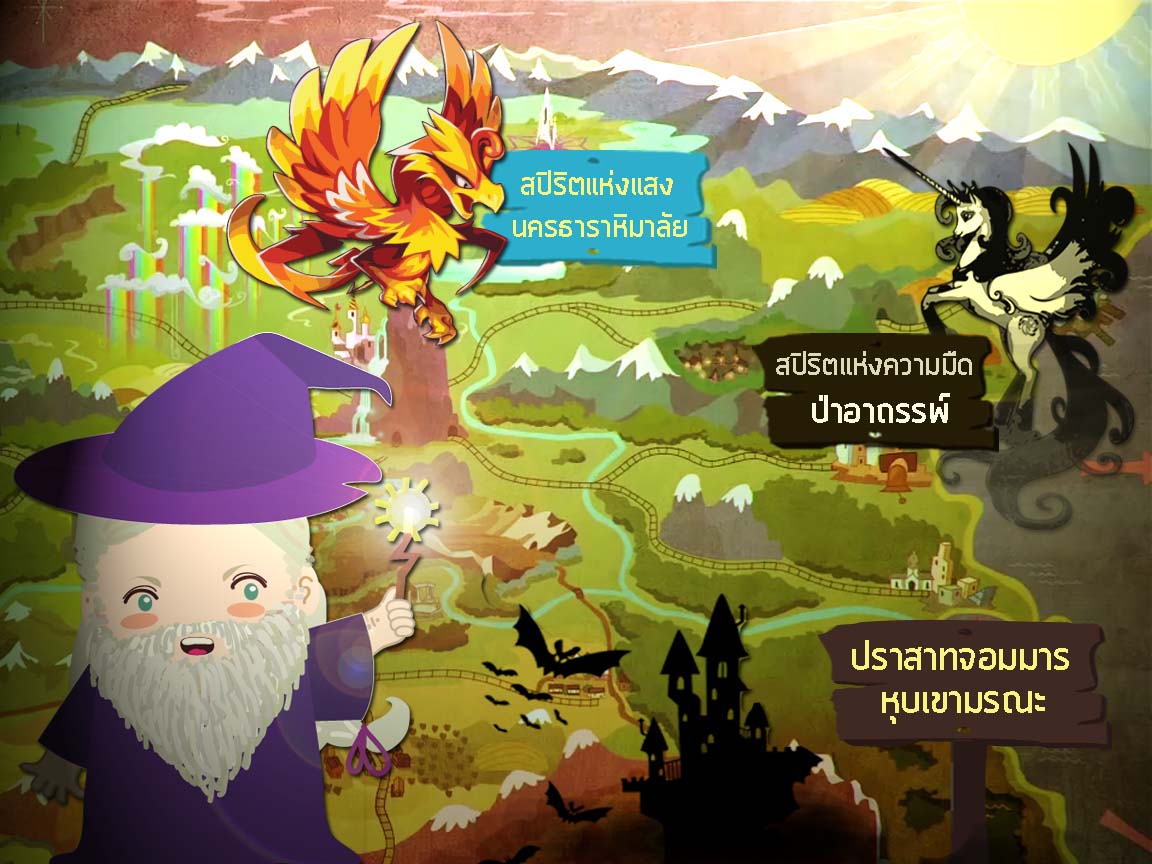 สปิริตแห่งแสง
นครธาราหิมาลัย
สปิริตแห่งความมืด
ป่าอาถรรพ์
ปราสาทจอมมาร
หุบเขามรณะ